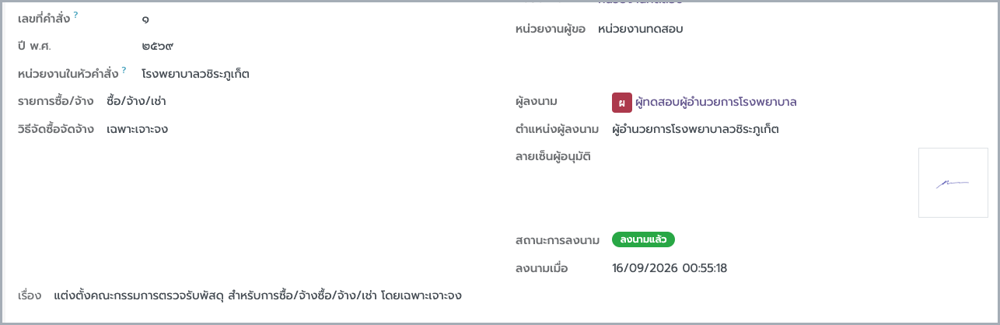 เลขที่คำสั่ง ? ๑
หน่วยงานผู้ขอ หน่วยงานทดสอบ
ปี พ.ศ. ๒๕๖๙
หน่วยงานในหัวคำสั่ง ? โรงพยาบาลวชิระภูเก็ต
รายการซื้อ/จ้าง ซื้อ/จ้าง/เช่า
ผู้ลงนาม ผ ผู้ทดสอบผู้อำนวยการโรงพยาบาล
วิธีจัดซื้อจัดจ้าง เฉพาะเจาะจง
ตำแหน่งผู้ลงนาม ผู้อำนวยการโรงพยาบาลวชิระภูเก็ต
ลายเซ็นผู้อนุมัติ
สถานะการลงนาม ลงนามแล้ว
ลงนามเมื่อ 16/09/2026 00:55:18
เรื่อง แต่งตั้งคณะกรรมการตรวจรับพัสดุ สำหรับการซื้อ/จ้างซื้อ/จ้าง/เช่า โดยเฉพาะเจาะจง